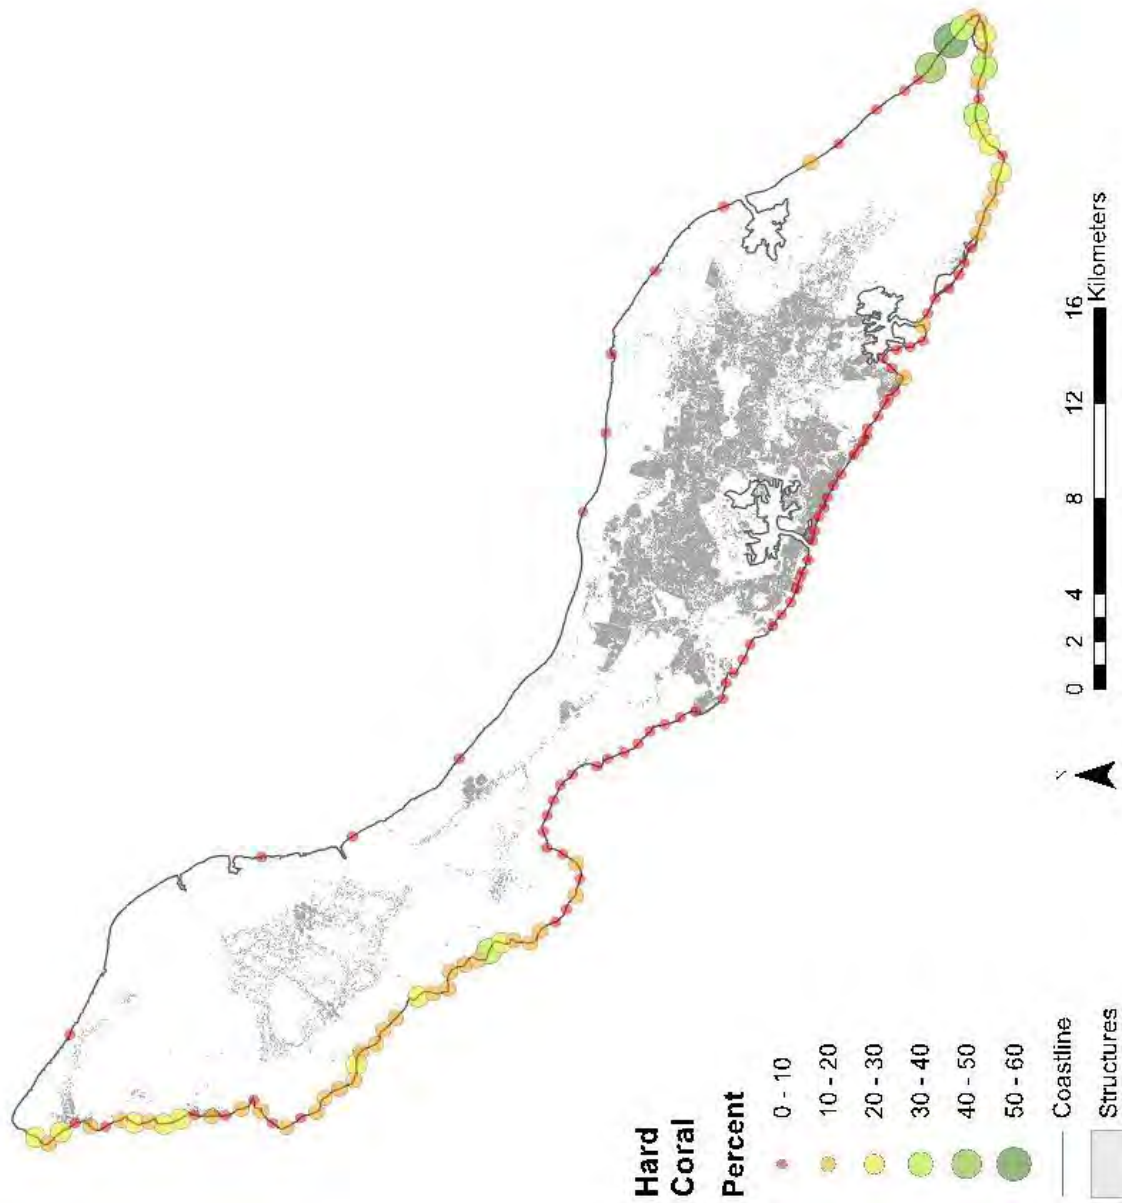 Hard
Coral
Percent
0 - 10
10 - 20
20 - 30
30 - 40
40 - 50
50 - 60
Coastline
Structures
0 2 4 8 12 16
Kilometers
N